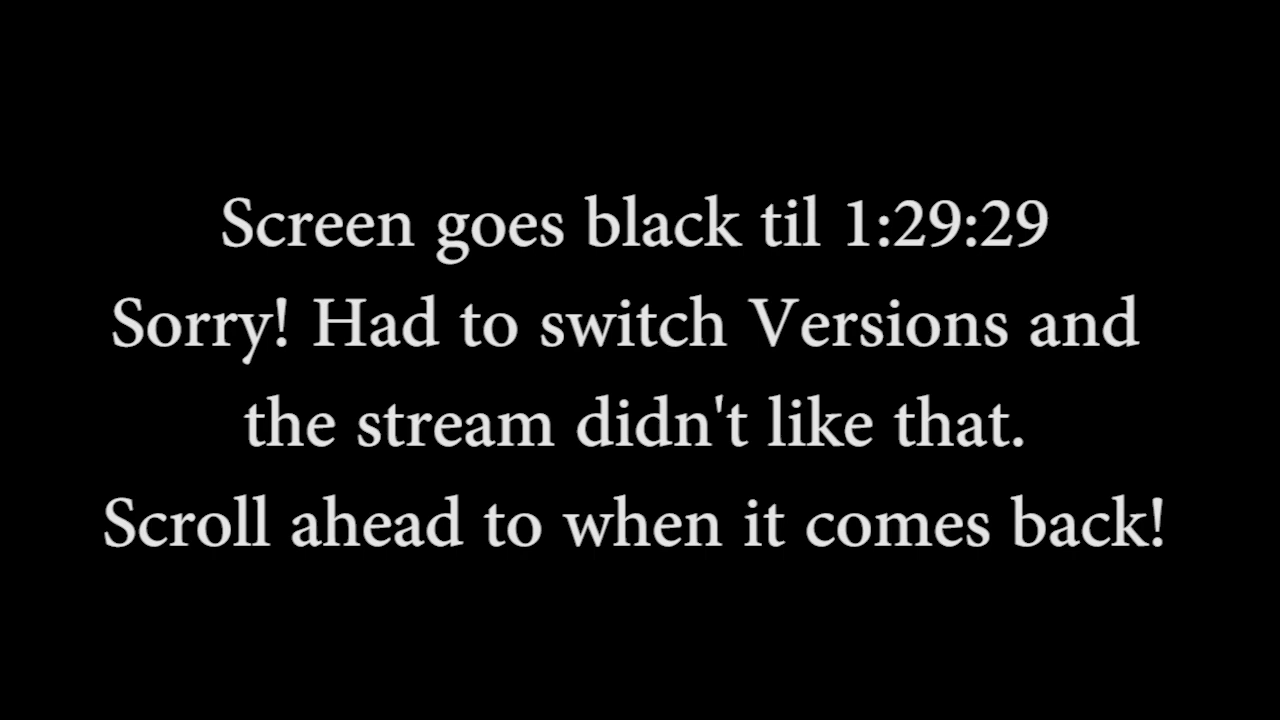 Screen goes black til 1:29:29
Sorry! Had to switch Versions and
the stream didn't like that.
Scroll ahead to when it comes back!